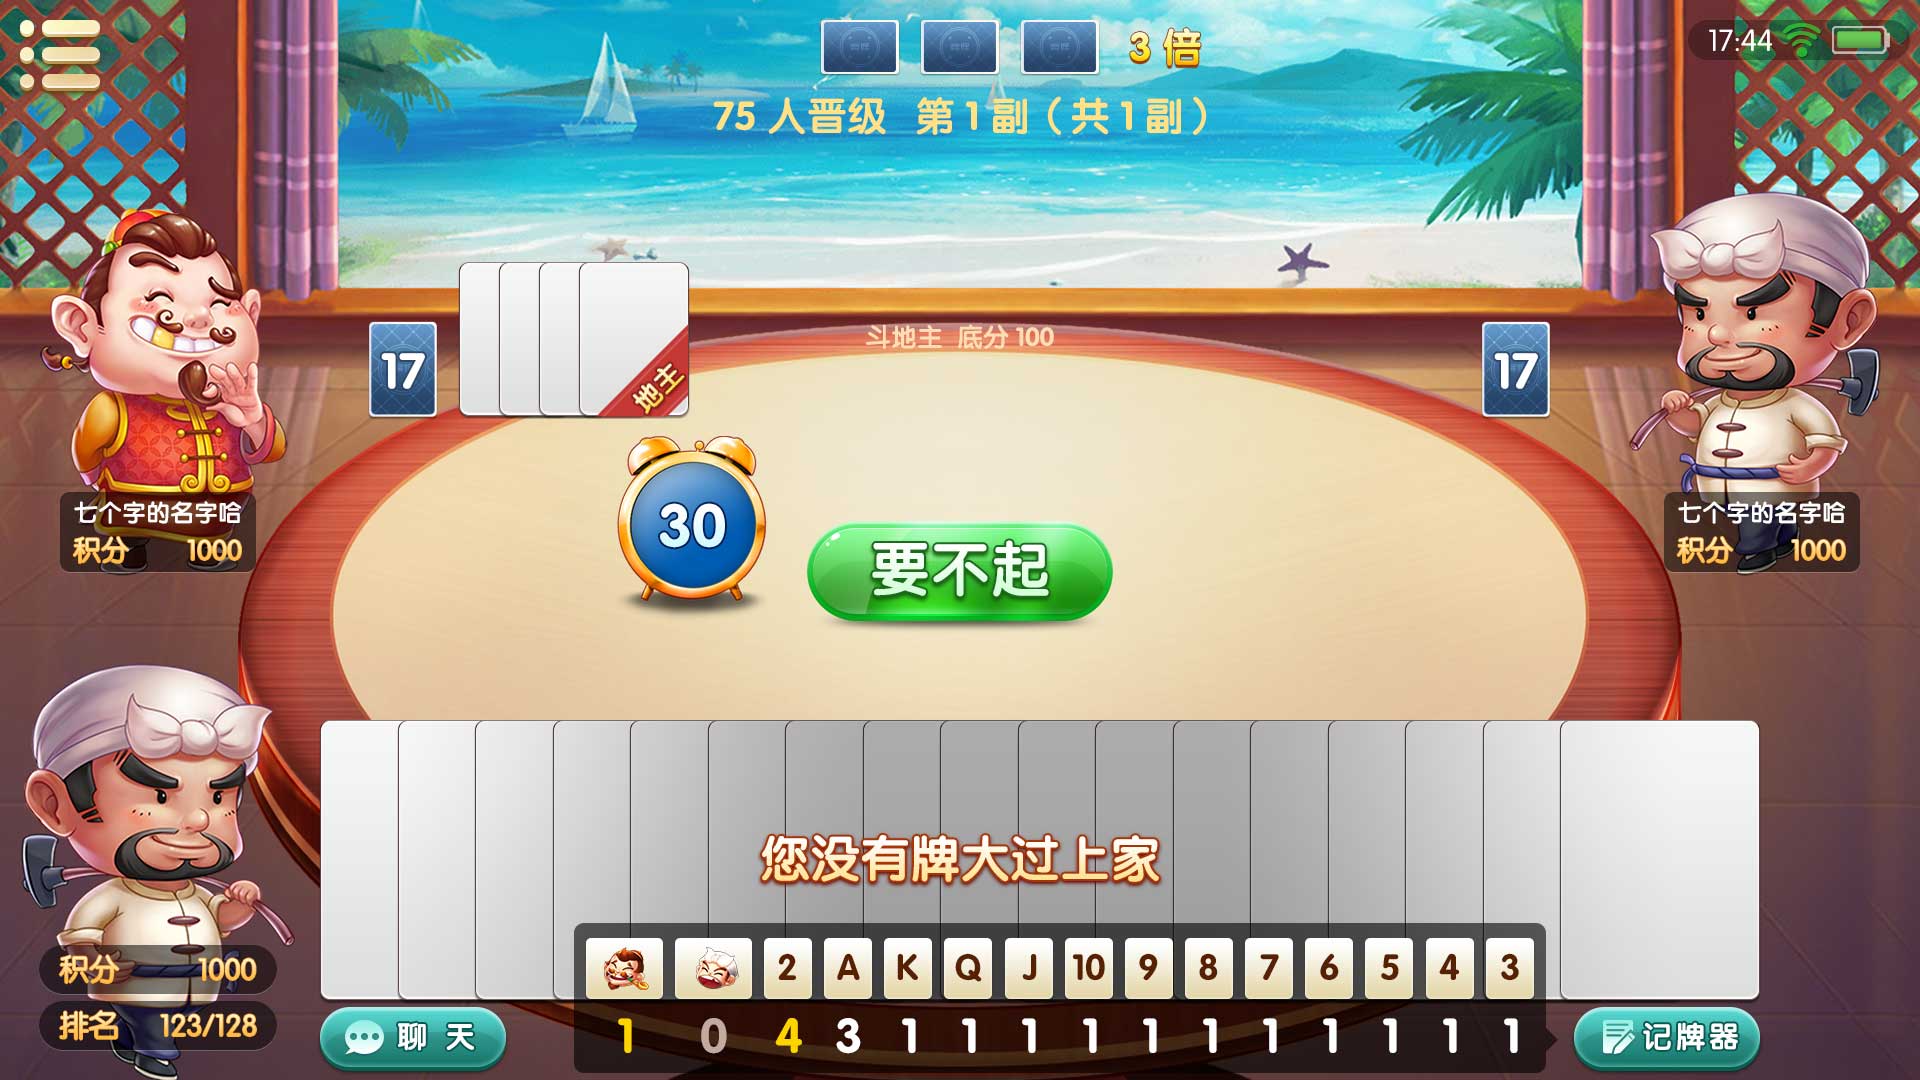 3 倍
17:44
75 人晋级 第1副（共1副）
斗地主 底分 100
17
地主
17
30
要不起
七个字的名字哈
积分 1000
七个字的名字哈
积分 1000
您没有牌大过上家
2 A K Q J 10 9 8 7 6 5 4 3
1 0 4 3 1 1 1 1 1 1 1 1 1 1 1
积分 1000
排名 123/128
聊 天
记牌器